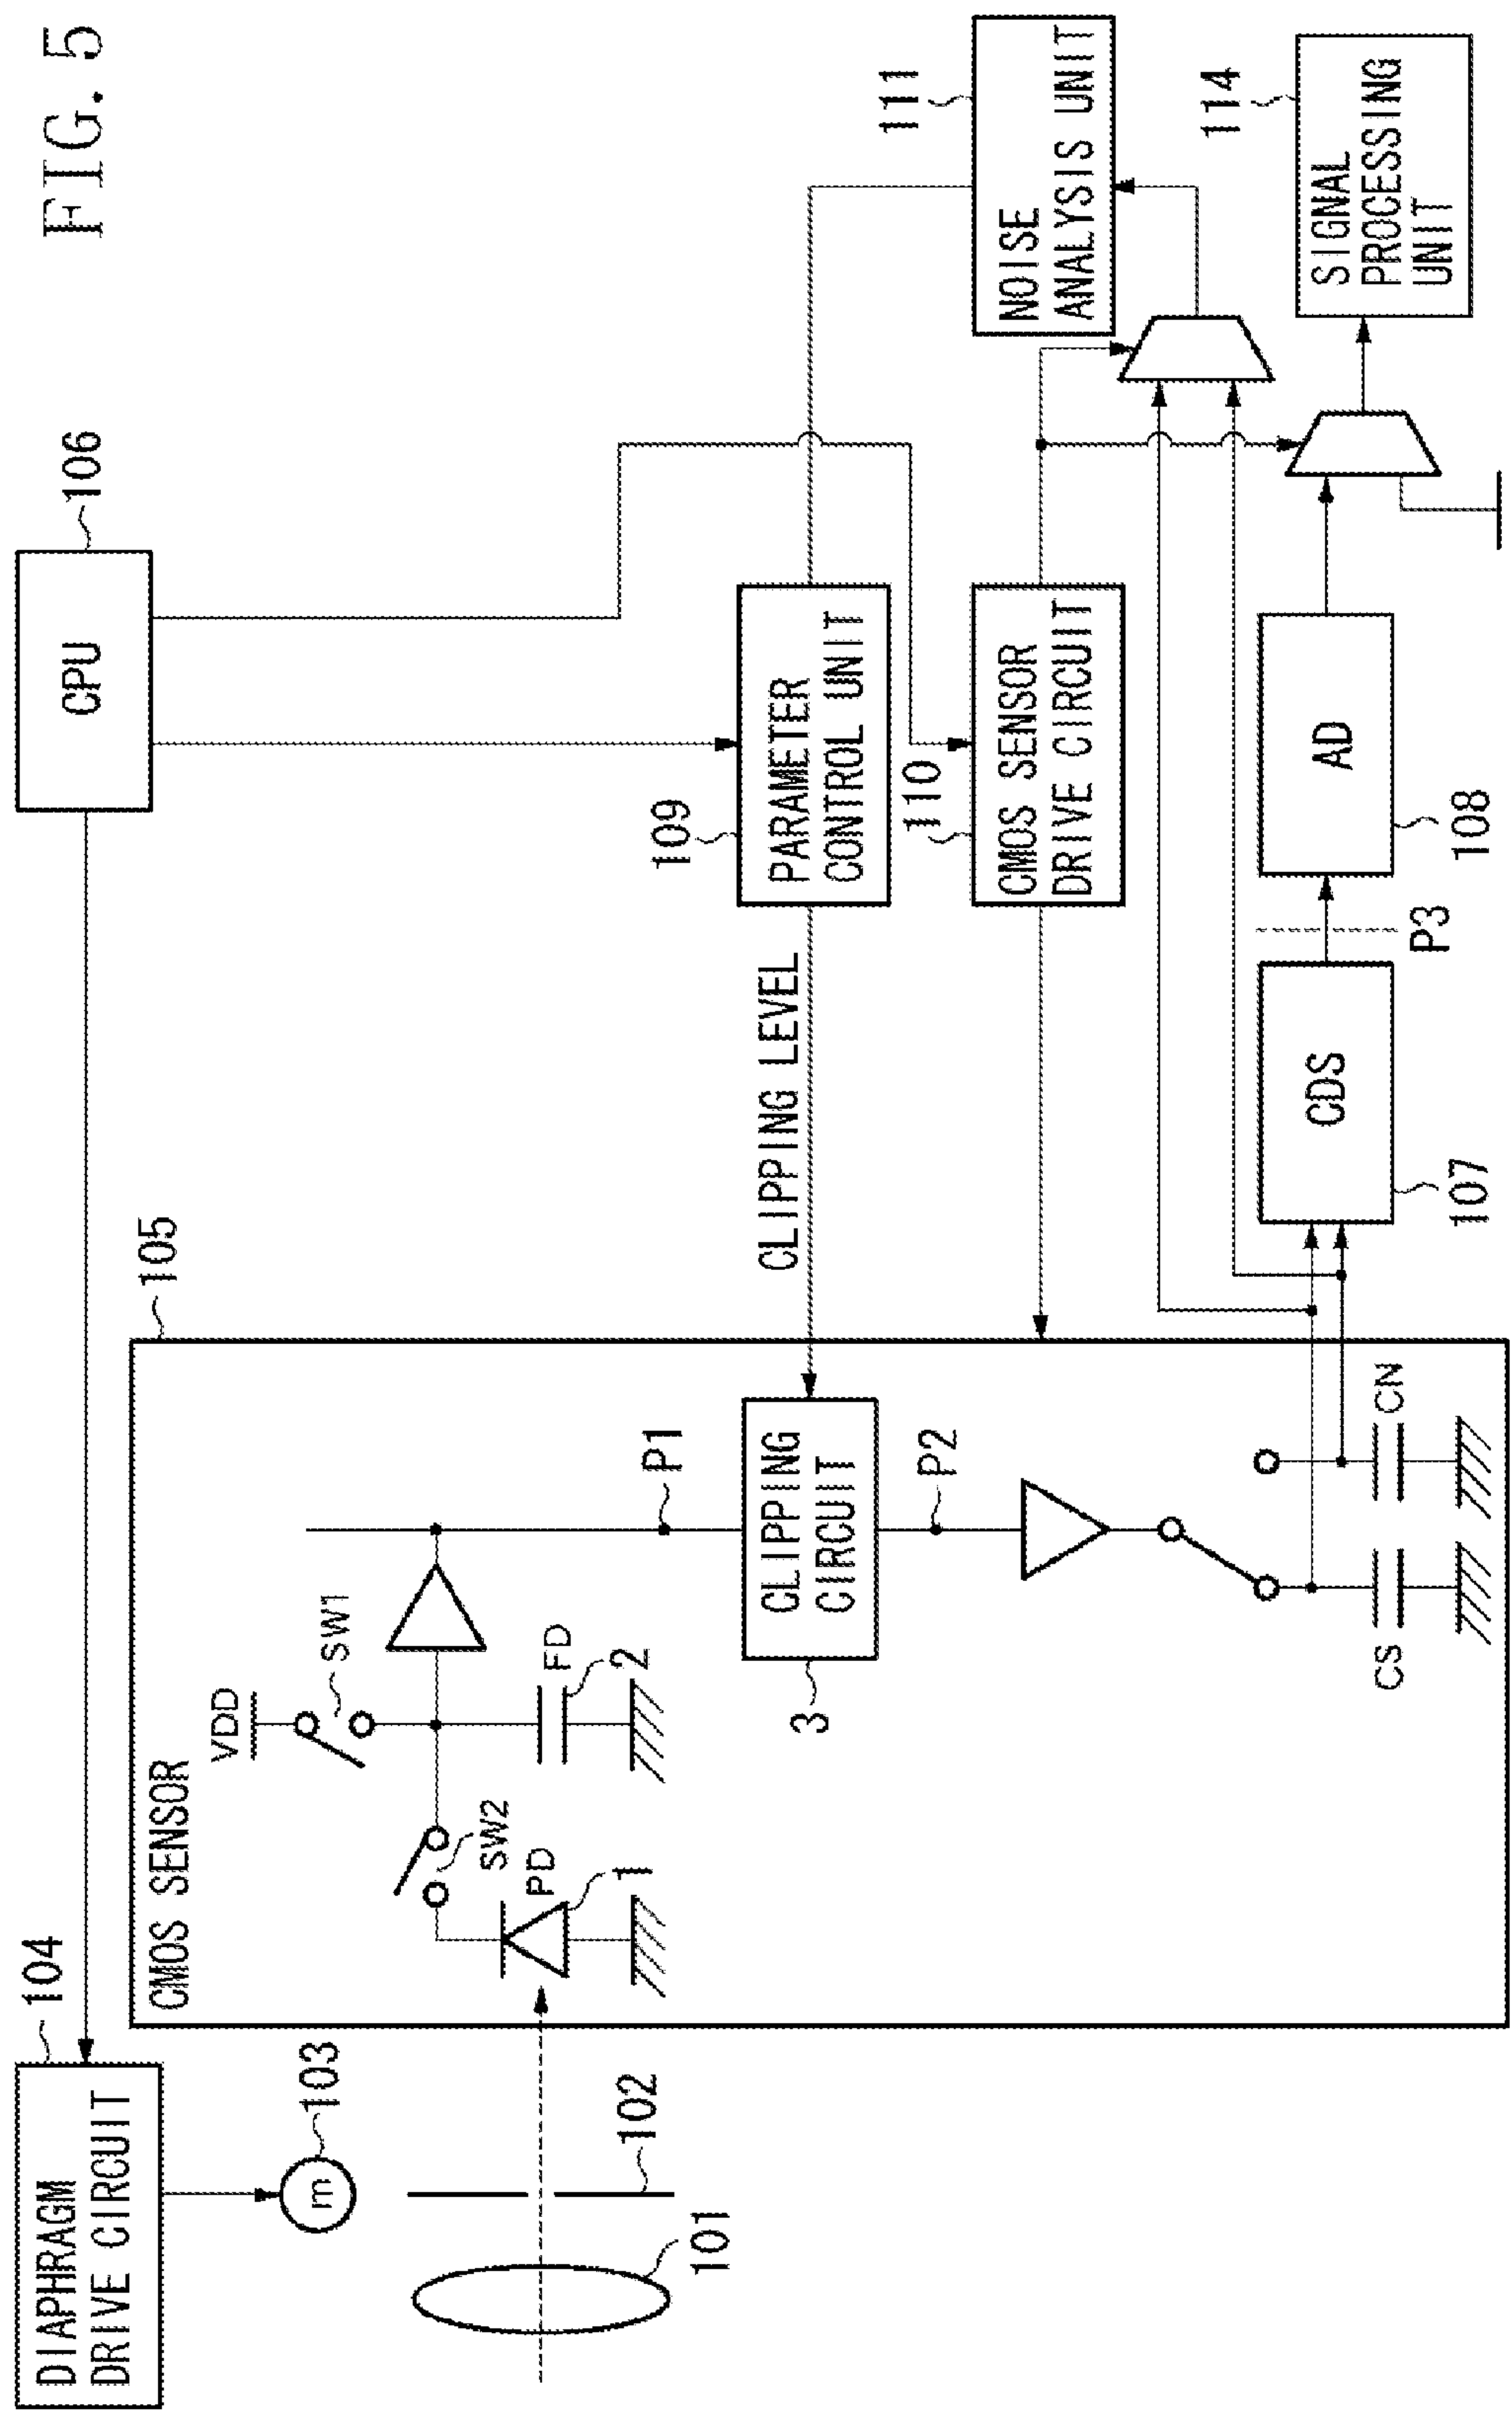 FIG. 5
DIAPHRAGM
DRIVE CIRCUIT
104
m
103
101
102
CPU
106
CMOS SENSOR
105
VDD
SW1
SW2
PD
1
FD
2
P1
CLIPPING
CIRCUIT
3
P2
CS
CN
CLIPPING LEVEL
PARAMETER
CONTROL UNIT
109
CMOS SENSOR
DRIVE CIRCUIT
110
NOISE
ANALYSIS UNIT
111
CDS
107
P3
AD
108
SIGNAL
PROCESSING
UNIT
114